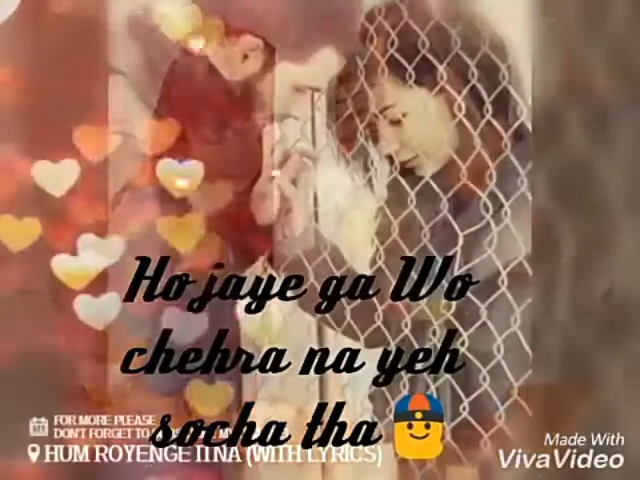 Ho jaye ga Wo
chehra na yeh
socha tha
FOR MORE PLEASE
DON'T FORGET TO
HUM ROYENGE ITNA (WITH LYRICS)
Made With
VivaVideo